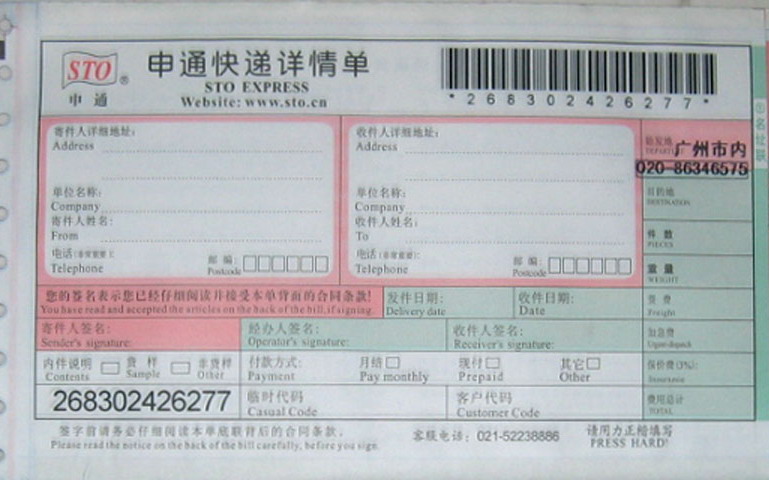 STO ®
申通
申通快递详情单
STO EXPRESS
Website: www.sto.cn
*268302426277*
寄件人详细地址:
Address
单位名称:
Company
寄件人姓名:
From
电话(非常重要):
Telephone
邮编:
Postcode
收件人详细地址:
Address
单位名称:
Company
收件人姓名:
To
电话(非常重要):
Telephone
邮编:
Postcode
始发地
广州市内
020-86346575
目的地
DESTINATION
件数
PIECES
重量
WEIGHT
资费
Freight
加急费
Urgent dispatch
保价费(3%):
Insurance
费用总计
TOTAL
您的签名表示您已经仔细阅读并接受本单背面的合同条款!
You have read and accepted the articles on the back of the bill, if signing.
发件日期:
Delivery date
收件日期:
Date
寄件人签名:
Sender's signature:
经办人签名:
Operator's signature:
收件人签名:
Receiver's signature:
内件说明
Contents
货样
Sample
非货样
Other
付款方式:
Payment
月结
Pay monthly
现付
Prepaid
其它
Other
268302426277
临时代码
Casual Code
客户代码
Customer Code
签字前请务必仔细阅读本单底联背后的合同条款。
Please read the notice on the back of the bill carefully, before you sign.
客服电话: 021-52238886
请用力正楷填写
PRESS HARD!